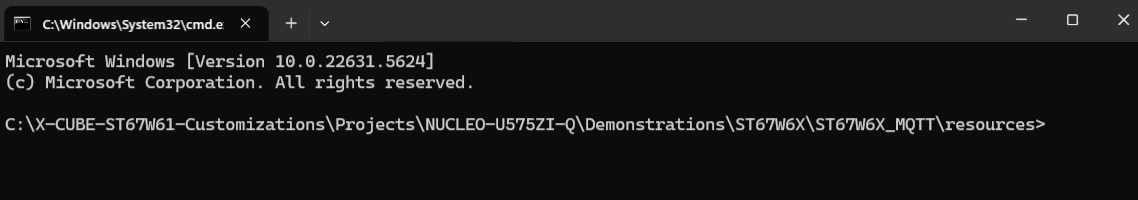 C:\Windows\System32\cmd.e
Microsoft Windows [Version 10.0.22631.5624]
(c) Microsoft Corporation. All rights reserved.
C:\X-CUBE-ST67W61-Customizations\Projects\NUCLEO-U575ZI-Q\Demonstrations\ST67W6X\ST67W6X_MQTT\resources>